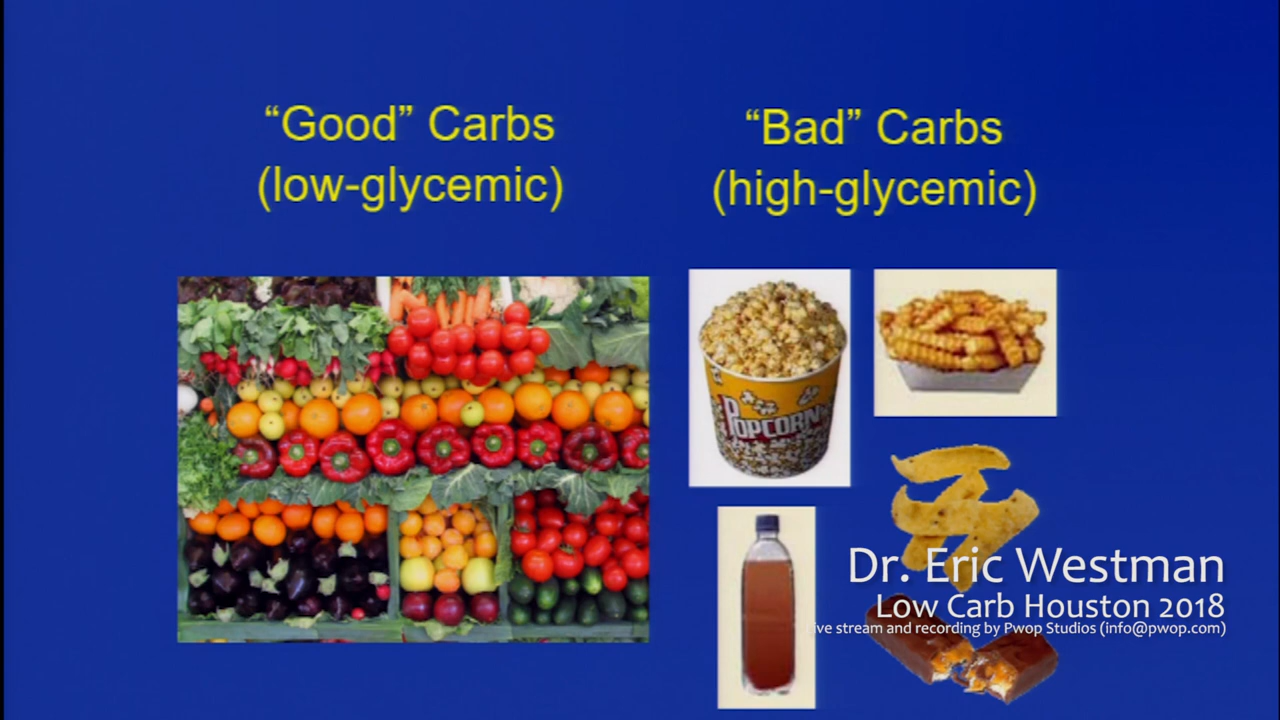 “Good” Carbs
(low-glycemic)
“Bad” Carbs
(high-glycemic)
POPCORN
Dr. Eric Westman
Low Carb Houston 2018
live stream and recording by Pwop Studios (info@pwop.com)